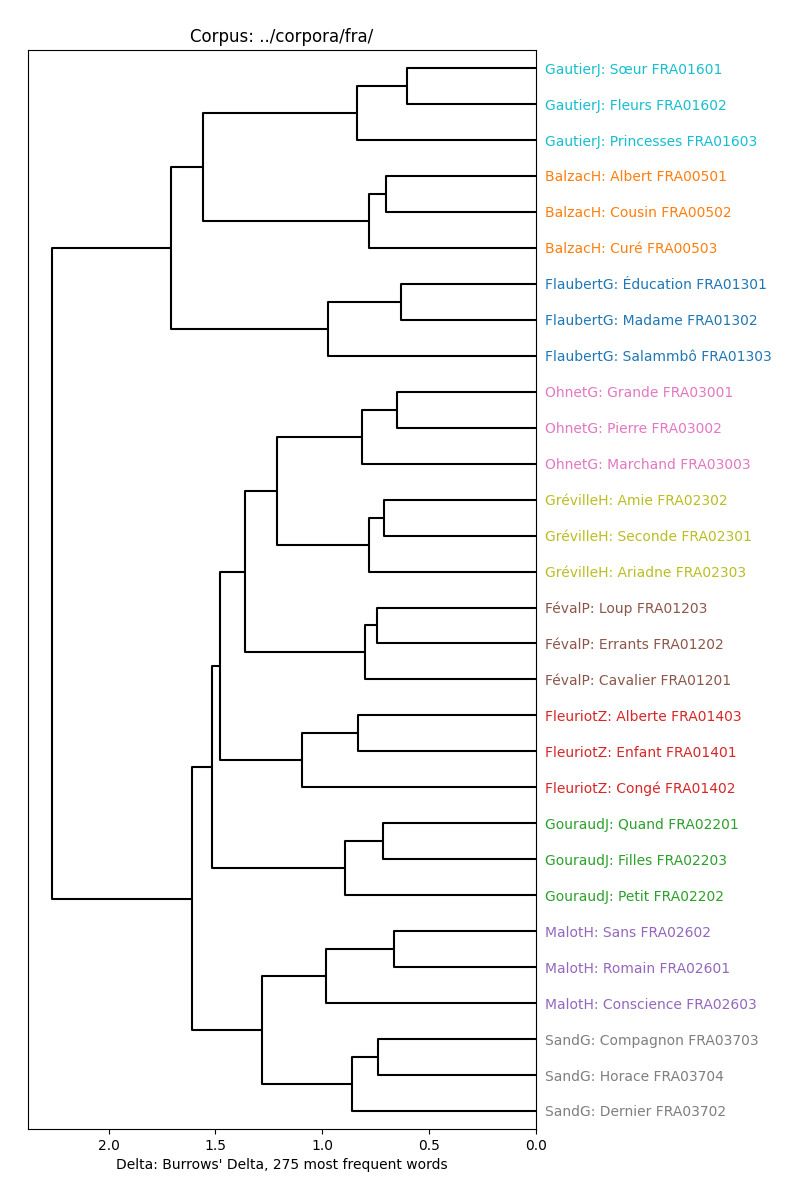 Corpus: ../corpora/fra/
GautierJ: Sœur FRA01601
GautierJ: Fleurs FRA01602
GautierJ: Princesses FRA01603
BalzacH: Albert FRA00501
BalzacH: Cousin FRA00502
BalzacH: Curé FRA00503
FlaubertG: Éducation FRA01301
FlaubertG: Madame FRA01302
FlaubertG: Salammbô FRA01303
OhnetG: Grande FRA03001
OhnetG: Pierre FRA03002
OhnetG: Marchand FRA03003
GrévilleH: Amie FRA02302
GrévilleH: Seconde FRA02301
GrévilleH: Ariadne FRA02303
FévalP: Loup FRA01203
FévalP: Errants FRA01202
FévalP: Cavalier FRA01201
FleuriotZ: Alberte FRA01403
FleuriotZ: Enfant FRA01401
FleuriotZ: Congé FRA01402
GouraudJ: Quand FRA02201
GouraudJ: Filles FRA02203
GouraudJ: Petit FRA02202
MalotH: Sans FRA02602
MalotH: Romain FRA02601
MalotH: Conscience FRA02603
SandG: Compagnon FRA03703
SandG: Horace FRA03704
SandG: Dernier FRA03702
2.0 1.5 1.0 0.5 0.0
Delta: Burrows' Delta, 275 most frequent words